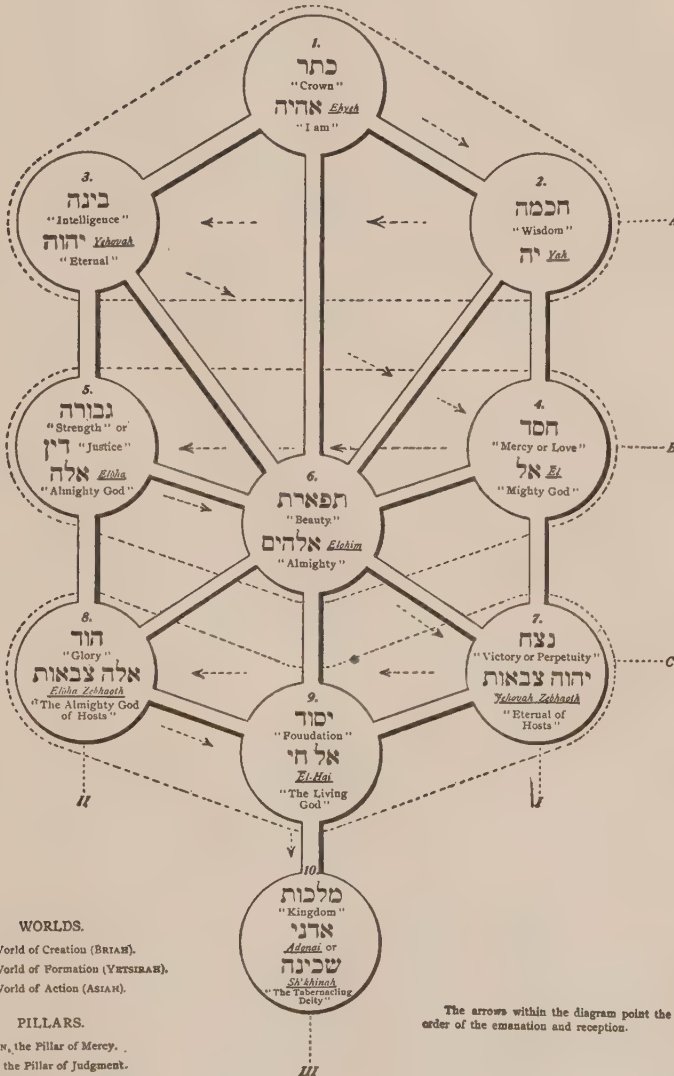 1.
כתר
"Crown"
אהיה Ehyeh
"I am"
3.
בינה
"Intelligence"
יהוה Yehovah
"Eternal"
2.
חכמה
"Wisdom"
יה Yah
A
5.
גבורה
"Strength" or
דין "Justice"
אלה Eloha
"Almighty God"
4.
חסד
"Mercy or Love"
אל El
"Mighty God"
B
6.
תפארת
"Beauty."
אלהים Elohim
"Almighty"
8.
הוד
"Glory"
אלה צבאות
Eloha Zebhaoth
"The Almighty God
of Hosts"
7.
נצח
"Victory or Perpetuity"
יהוה צבאות
Yehovah Zebhaoth
"Eternal of
Hosts"
C
9.
יסוד
"Fouudation"
אל חי
El-Hai
"The Living
God"
II
I
10.
מלכות
"Kingdom"
אדני
Adonai or
שכינה
Sh'khinah
"The Tabernacling
Deity"
III
WORLDS.
World of Creation (BRIAH).
World of Formation (YETSIRAH).
World of Action (ASIAH).
PILLARS.
the Pillar of Mercy.
the Pillar of Judgment.
The arrows within the diagram point the
order of the emanation and reception.